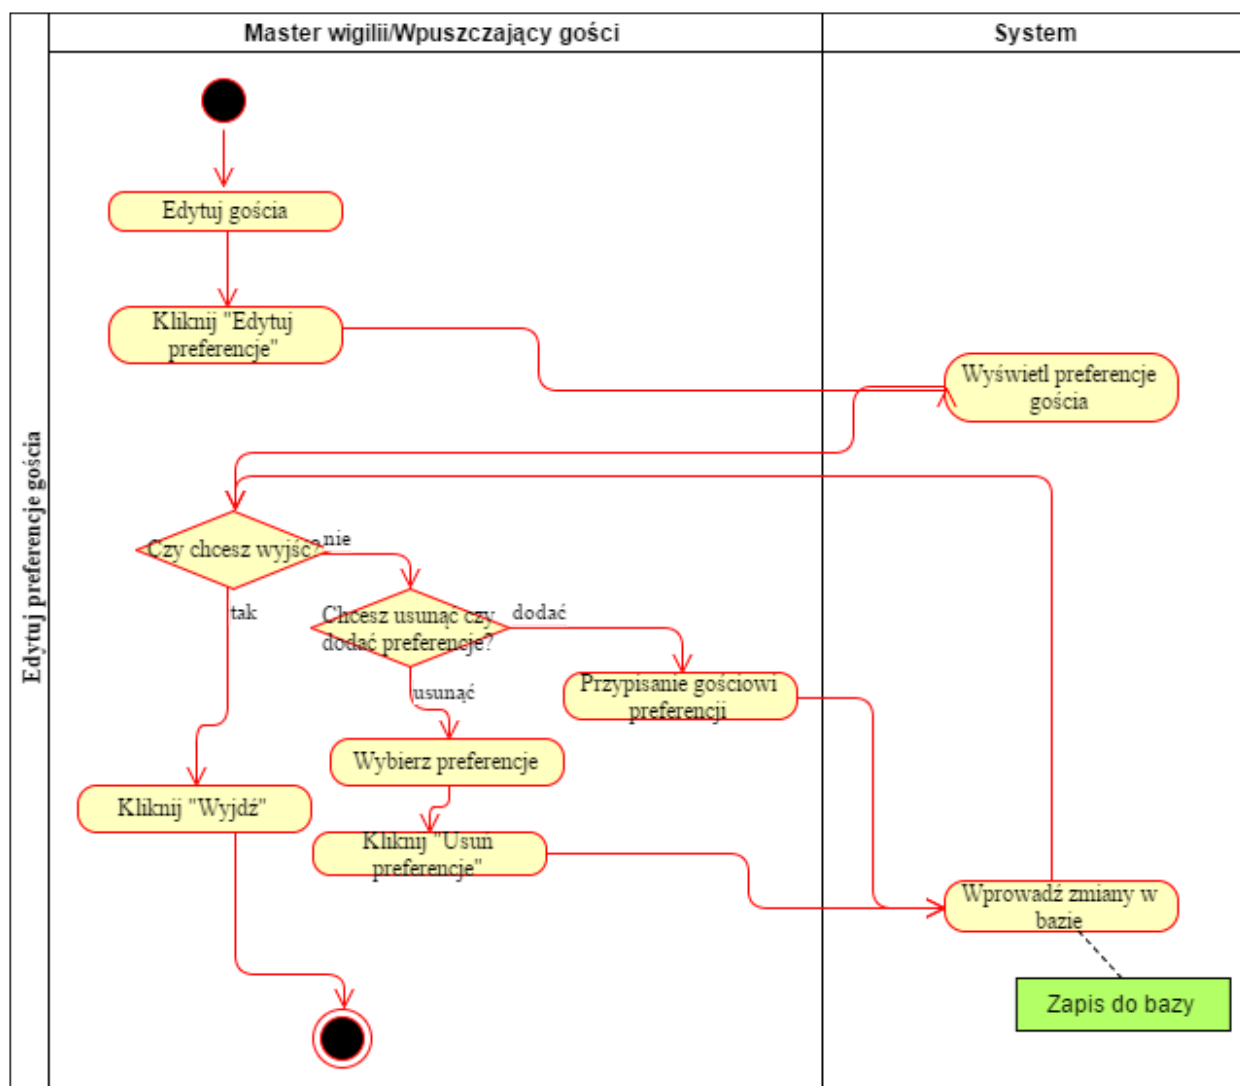 Master wigilii/Wpuszczający gości
System
Edytuj preferencje gościa
Edytuj gościa
Kliknij "Edytuj
preferencje"
Wyświetl preferencje
gościa
Czy chcesz wyjść?
nie
tak
Chcesz usunąc czy
dodać preferencje?
dodać
usunąć
Przypisanie gościowi
preferencji
Wybierz preferencje
Kliknij "Wyjdź"
Kliknij "Usuń
preferencje"
Wprowadź zmiany w
bazie
Zapis do bazy